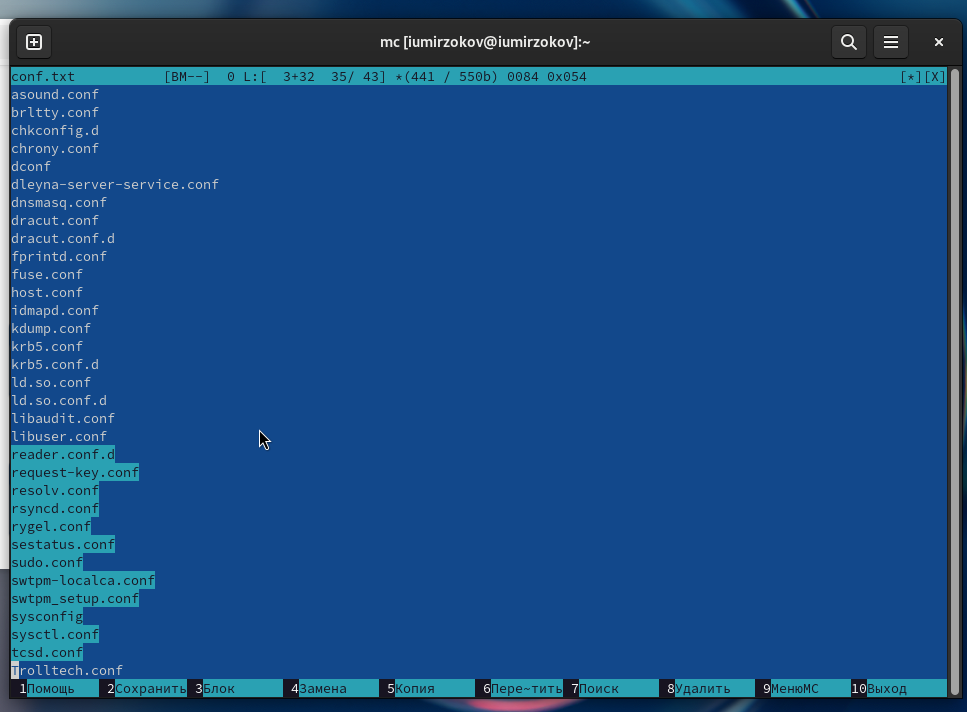 mc [iumirzokov@iumirzokov]:~
conf.txt [BM--] 0 L:[ 3+32 35/ 43] *(441 / 550b) 0084 0x054 [*][X]
asound.conf
brltty.conf
chkconfig.d
chrony.conf
dconf
dleyna-server-service.conf
dnsmasq.conf
dracut.conf
dracut.conf.d
fprintd.conf
fuse.conf
host.conf
idmapd.conf
kdump.conf
krb5.conf
krb5.conf.d
ld.so.conf
ld.so.conf.d
libaudit.conf
libuser.conf
reader.conf.d
request-key.conf
resolv.conf
rsyncd.conf
rygel.conf
sestatus.conf
sudo.conf
swtpm-localca.conf
swtpm_setup.conf
sysconfig
sysctl.conf
tcsd.conf
Trolltech.conf
1Помощь 2Сохранить 3Блок 4Замена 5Копия 6Пере~тить 7Поиск 8Удалить 9МенюMC 10Выход